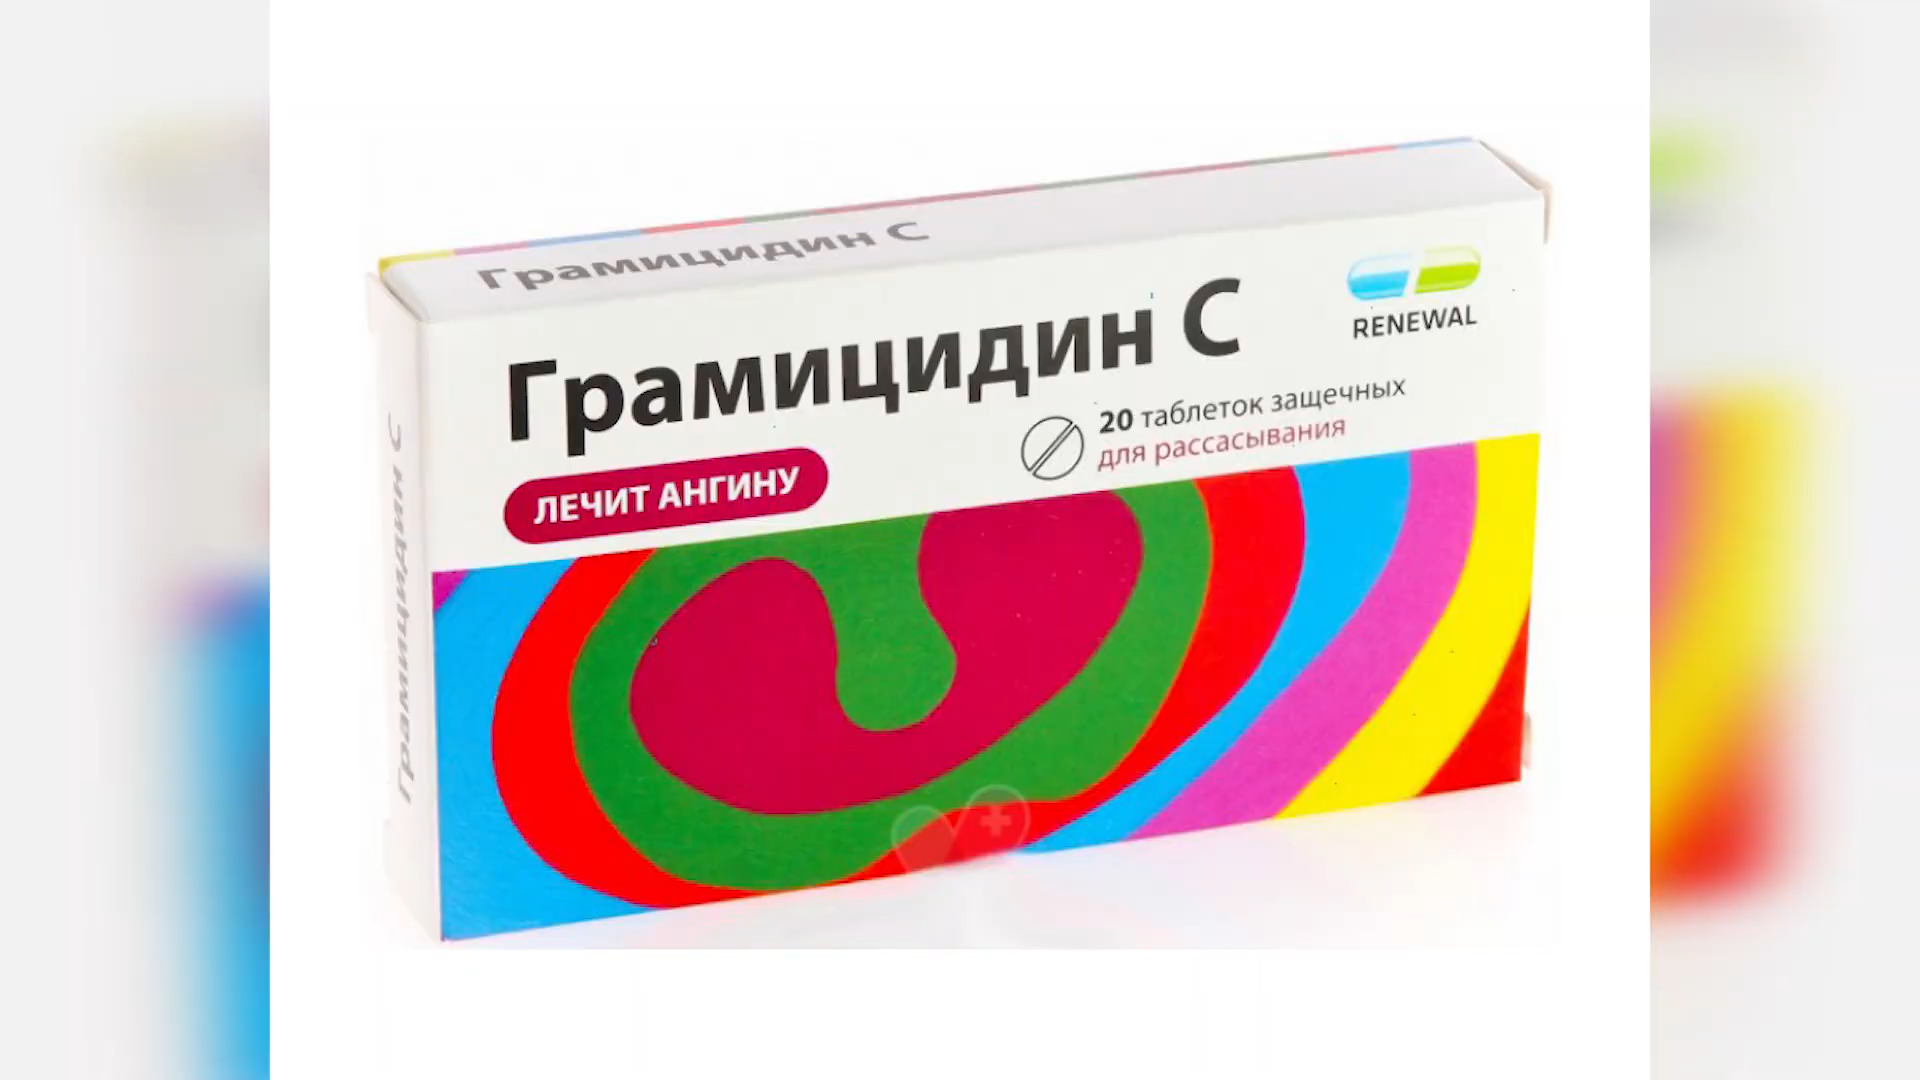 Грамицидин С
Грамицидин С
RENEWAL
20 таблеток защечных
для рассасывания
ЛЕЧИТ АНГИНУ
Грамицидин С